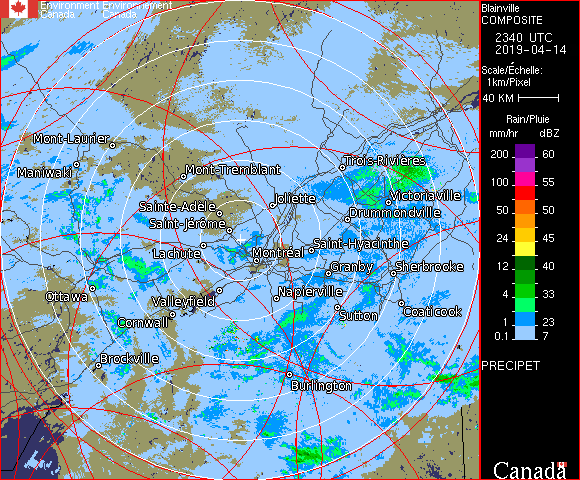 Environment Environnement
Canada Canada
Blainville
COMPOSITE
2340 UTC
2019-04-14
Scale/Échelle:
1km/Pixel
40 KM
Rain/Pluie
mm/hr dBZ
200 60
100 55
50 50
24 45
12 40
4 33
1 23
0.1 7
PRECIPET
Mont-Laurier
Maniwaki
Mont-Tremblant
Trois-Rivières
Sainte-Adèle
Joliette
Victoriaville
Saint-Jérôme
Drummondville
Lachute
Montréal
Saint-Hyacinthe
Granby
Sherbrooke
Ottawa
Valleyfield
Napierville
Cornwall
Sutton
Coaticook
Brockville
Burlington
Canada